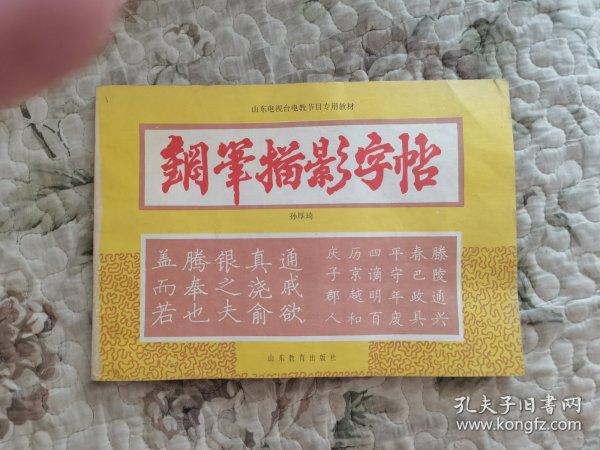 山东电视台电教节目专用教材
鋼笔描影字帖
孙厚琦
通戚欲
真浇俞
银之夫
腾奉也
盖而若
滕陵通兴
春巴政具
平守年废
四谪明百
历京越和
庆子郡人
山东教育出版社
孔夫子旧书网
www.kongfz.com